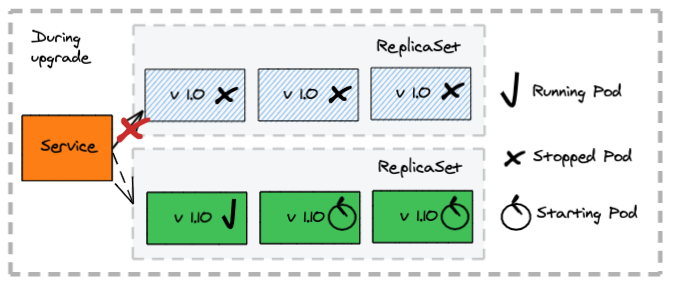 During
upgrade
ReplicaSet
v 1.0
v 1.0
v 1.0
Running Pod
Service
Stopped Pod
ReplicaSet
v 1.10
v 1.10
v 1.10
Starting Pod